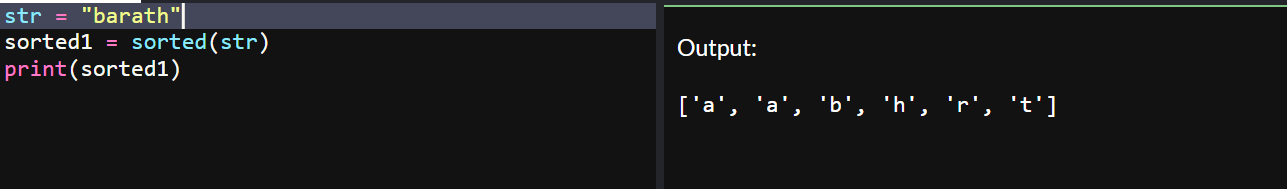 str = "barath"
sorted1 = sorted(str)
print(sorted1)
Output:
['a', 'a', 'b', 'h', 'r', 't']